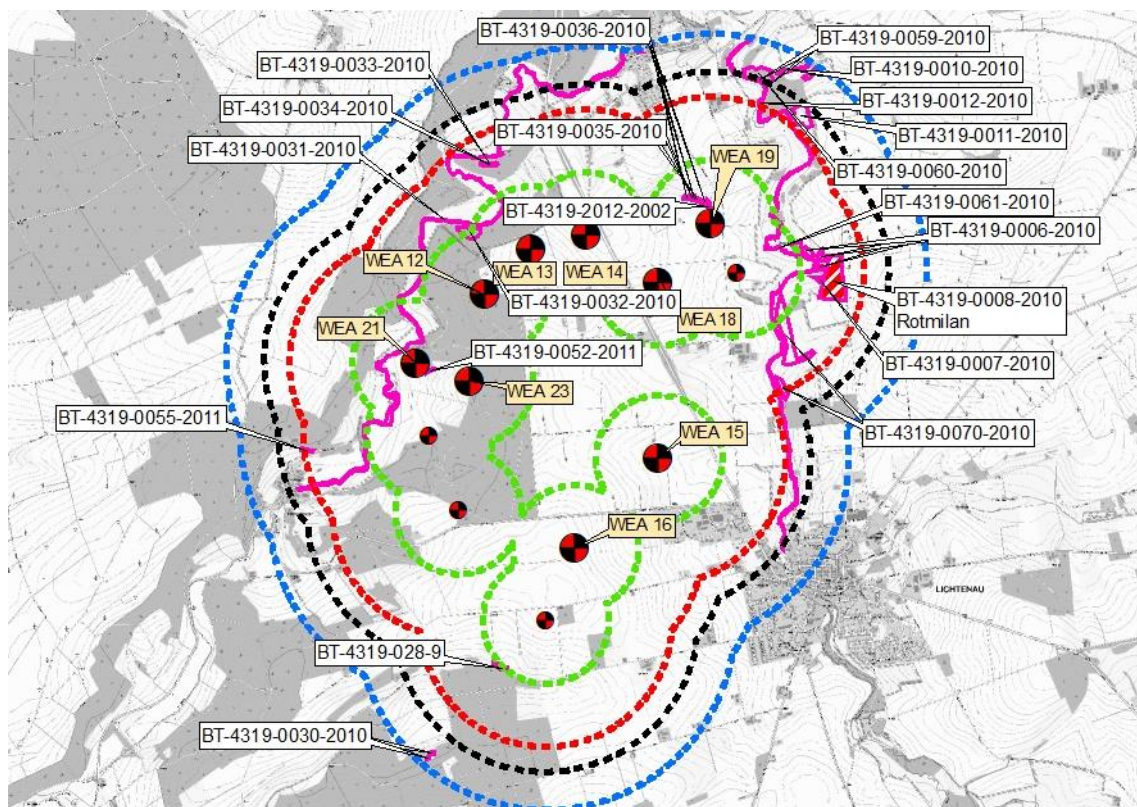 BT-4319-0036-2010
BT-4319-0059-2010
BT-4319-0033-2010
BT-4319-0010-2010
BT-4319-0034-2010
BT-4319-0012-2010
BT-4319-0035-2010
BT-4319-0011-2010
BT-4319-0031-2010
WEA 19
BT-4319-0060-2010
BT-4319-2012-2002
BT-4319-0061-2010
BT-4319-0006-2010
WEA 12
WEA 13
WEA 14
BT-4319-0032-2010
WEA 18
BT-4319-0008-2010
Rotmilan
WEA 21
BT-4319-0052-2011
BT-4319-0007-2010
WEA 23
BT-4319-0055-2011
WEA 15
BT-4319-0070-2010
WEA 16
LICHTENAU
BT-4319-028-9
BT-4319-0030-2010